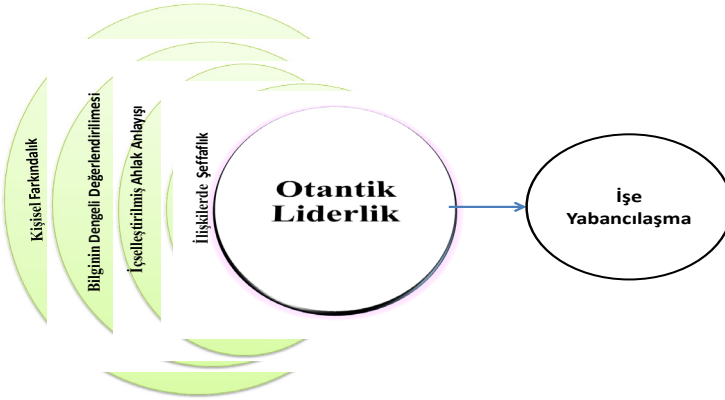 Kişisel Farkındalık
Bilginin Dengeli Değerlendirilmesi
İçselleştirilmiş Ahlak Anlayışı
İlişkilerde Şeffaflık
Otantik
Liderlik
İşe
Yabancılaşma